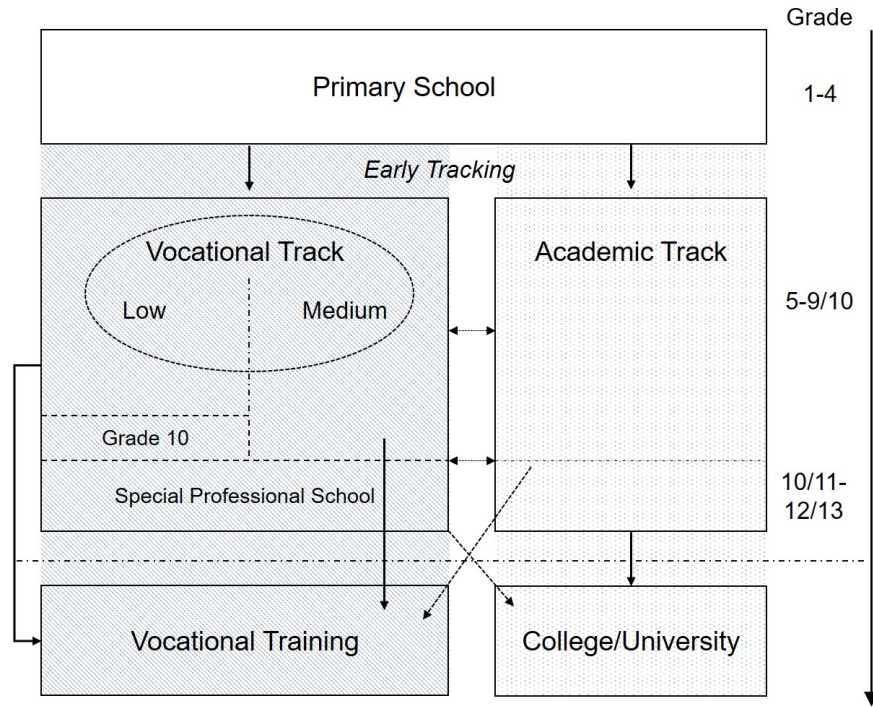 Grade
Primary School
1-4
Early Tracking
Vocational Track
Academic Track
Low
Medium
5-9/10
Grade 10
Special Professional School
10/11-
12/13
Vocational Training
College/University